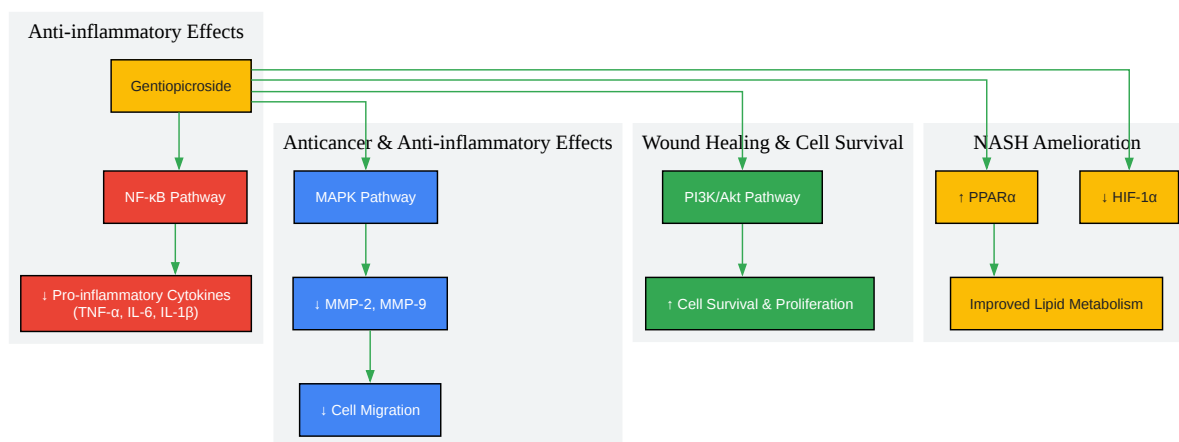 Anti-inflammatory Effects
Gentiopicroside
NF-κB Pathway
↓ Pro-inflammatory Cytokines
(TNF-α, IL-6, IL-1β)
Anticancer & Anti-inflammatory Effects
MAPK Pathway
↓ MMP-2, MMP-9
↓ Cell Migration
Wound Healing & Cell Survival
PI3K/Akt Pathway
↑ Cell Survival & Proliferation
NASH Amelioration
↑ PPARα
↓ HIF-1α
Improved Lipid Metabolism